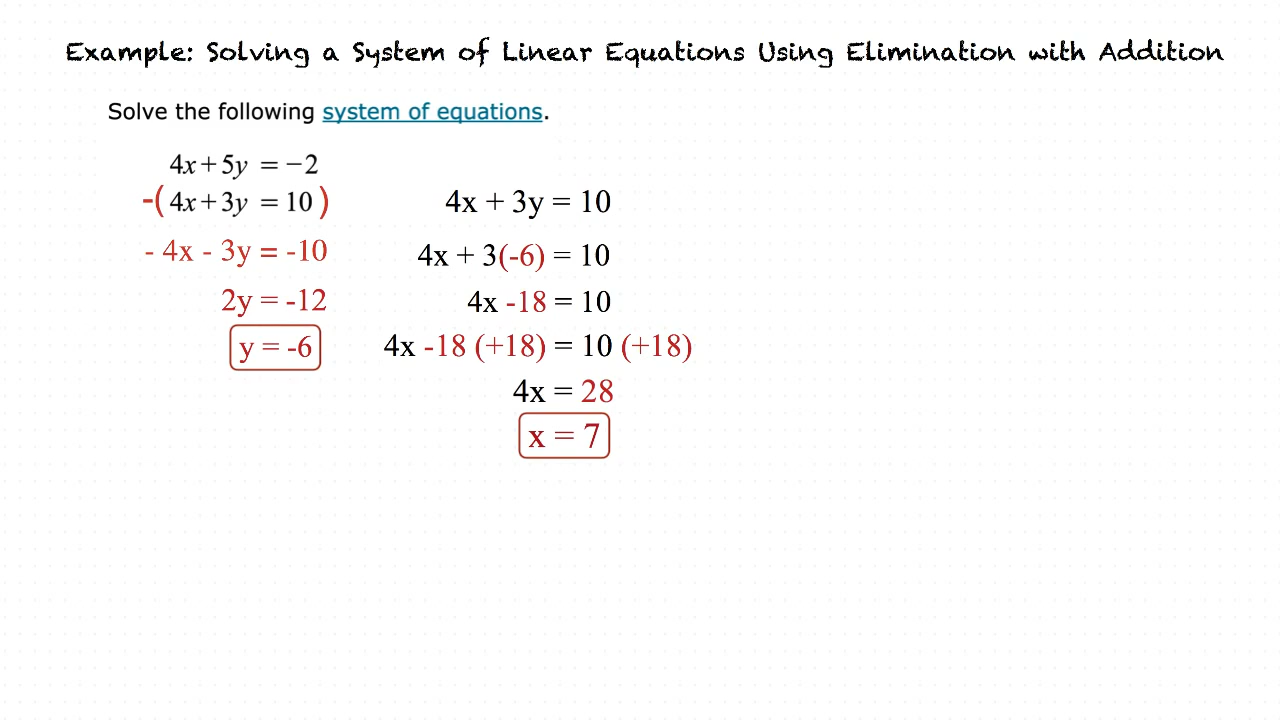 Example: Solving a System of Linear Equations Using Elimination with Addition
Solve the following system of equations.
4x + 5y = −2
-( 4x + 3y = 10 )
- 4x - 3y = -10
2y = -12
y = -6
4x + 3y = 10
4x + 3(-6) = 10
4x -18 = 10
4x -18 (+18) = 10 (+18)
4x = 28
x = 7